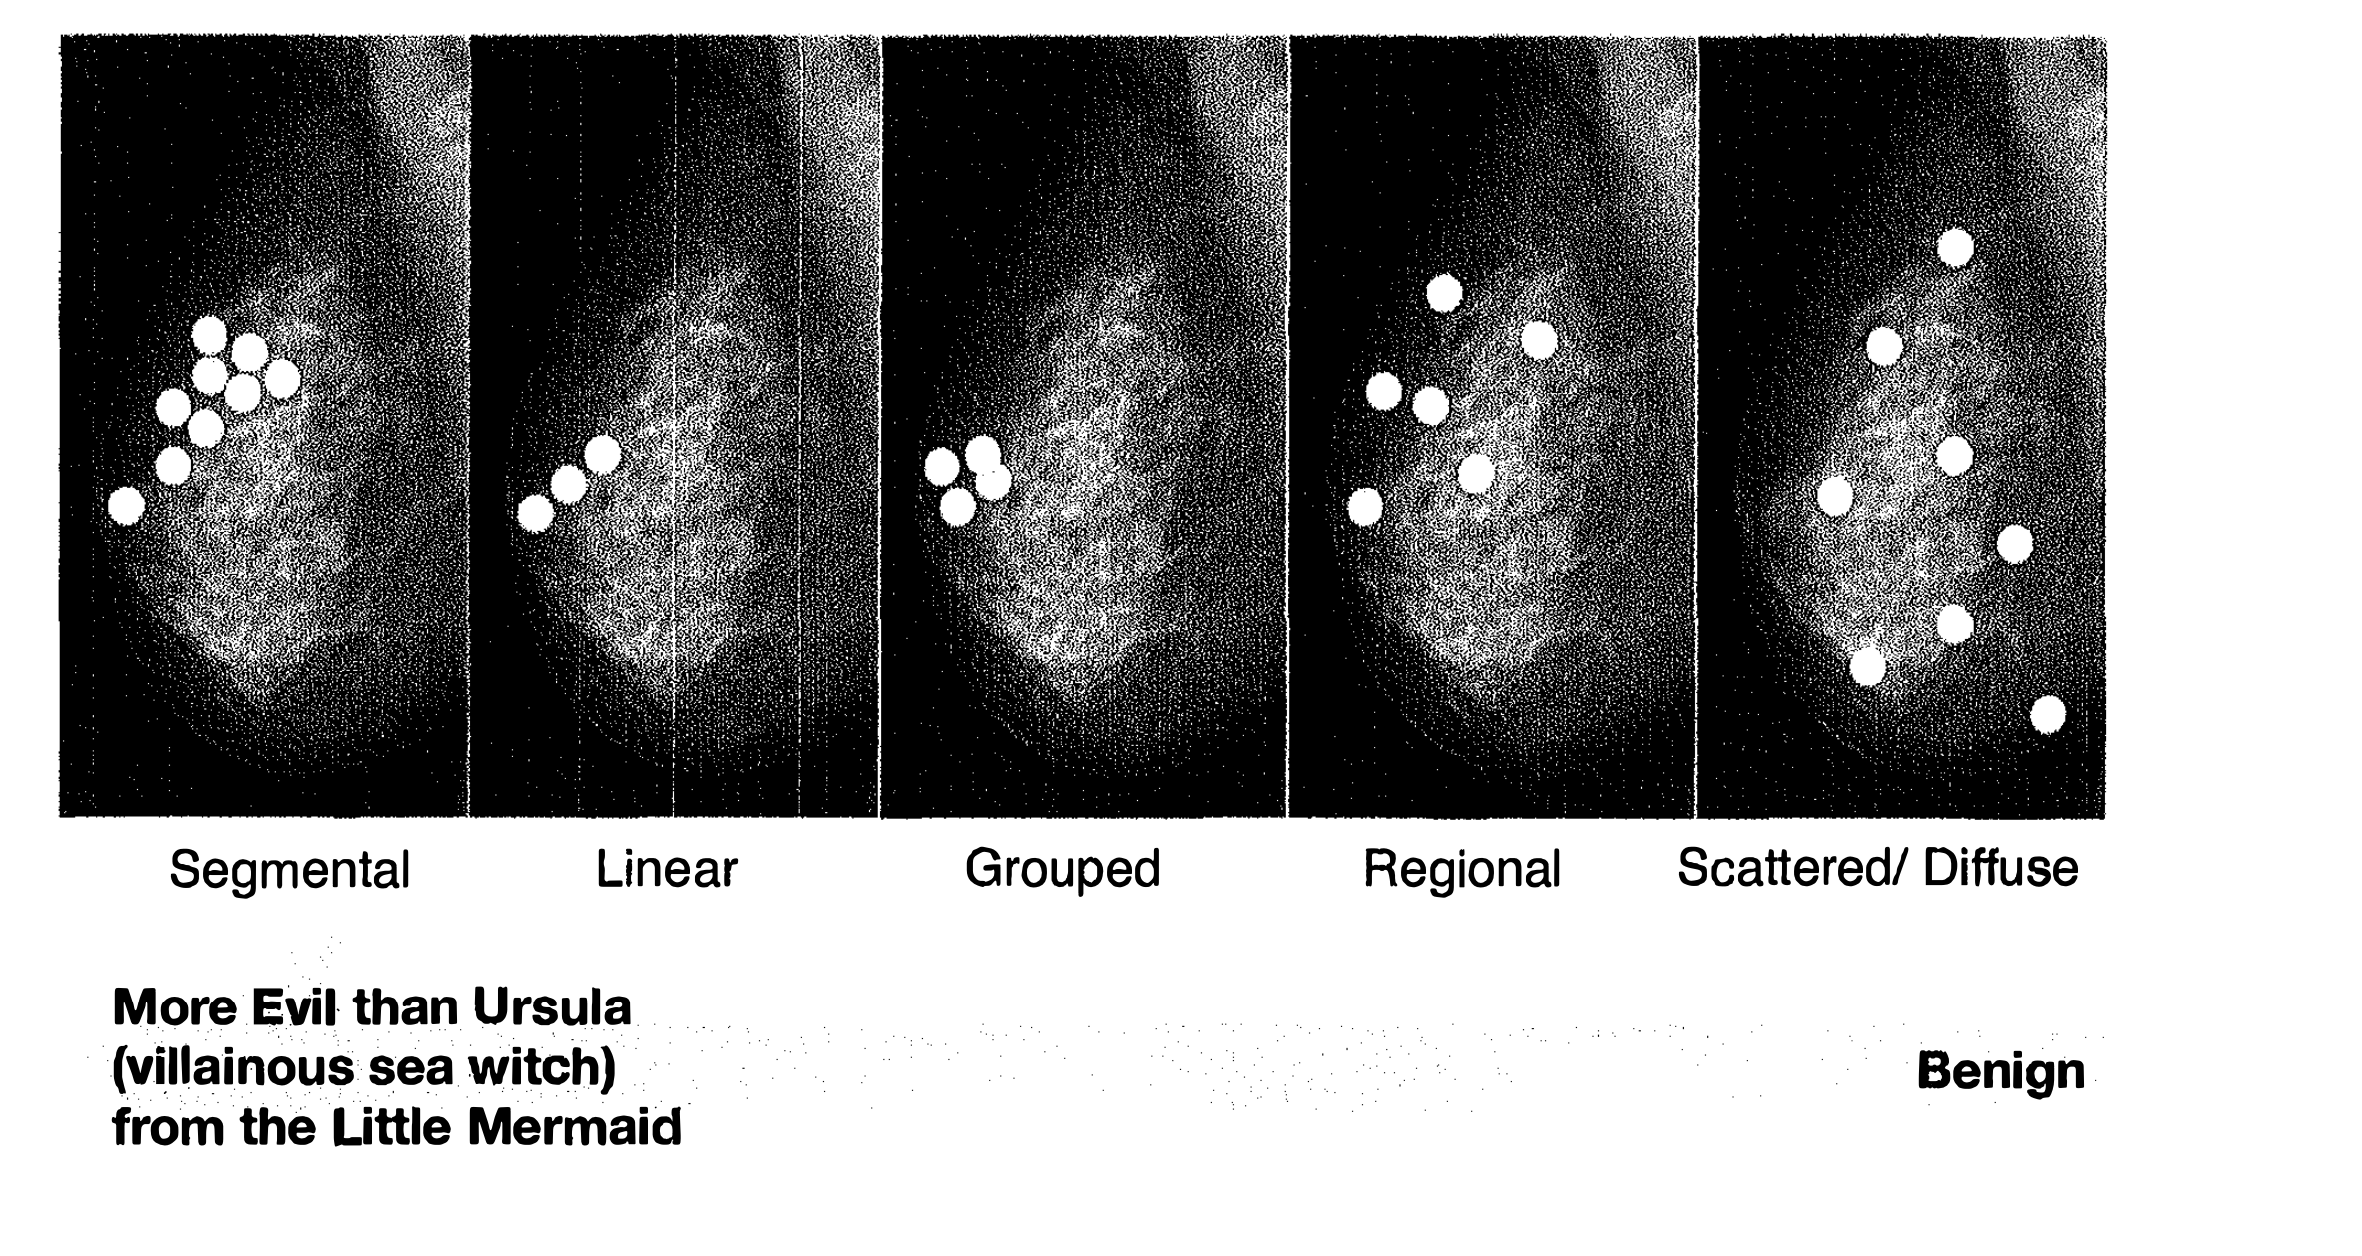 Segmental
Linear
Grouped
Regional
Scattered/ Diffuse
More Evil than Ursula
(villainous sea witch)
from the Little Mermaid
Benign